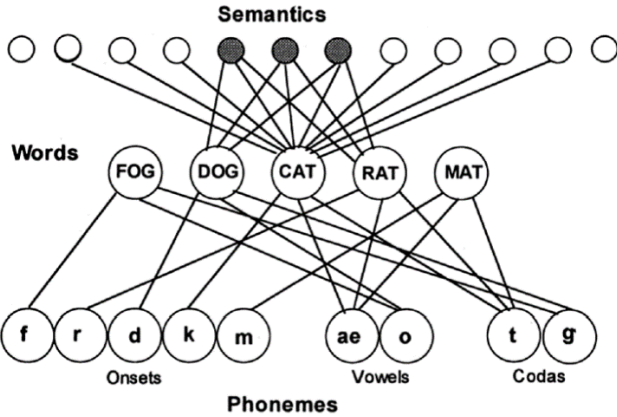 Semantics
Words
FOG DOG CAT RAT MAT
f r d k m ae o t g
Onsets Vowels Codas
Phonemes